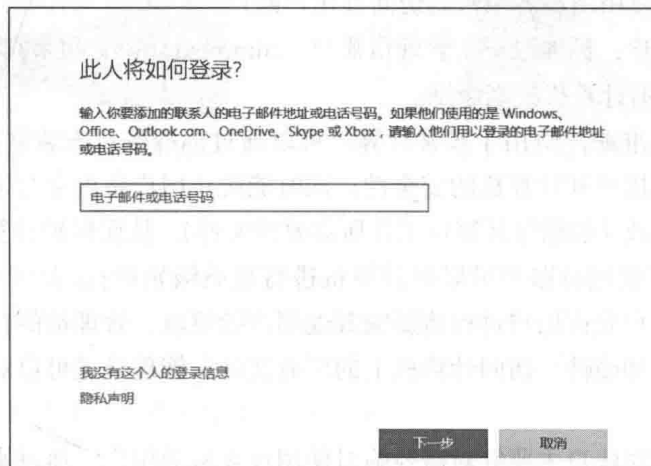 此人将如何登录?
输入你要添加的联系人的电子邮件地址或电话号码。如果他们使用的是 Windows、
Office、Outlook.com、OneDrive、Skype 或 Xbox，请输入他们用以登录的电子邮件地址
或电话号码。
电子邮件或电话号码
我没有这个人的登录信息
隐私声明
下一步 取消